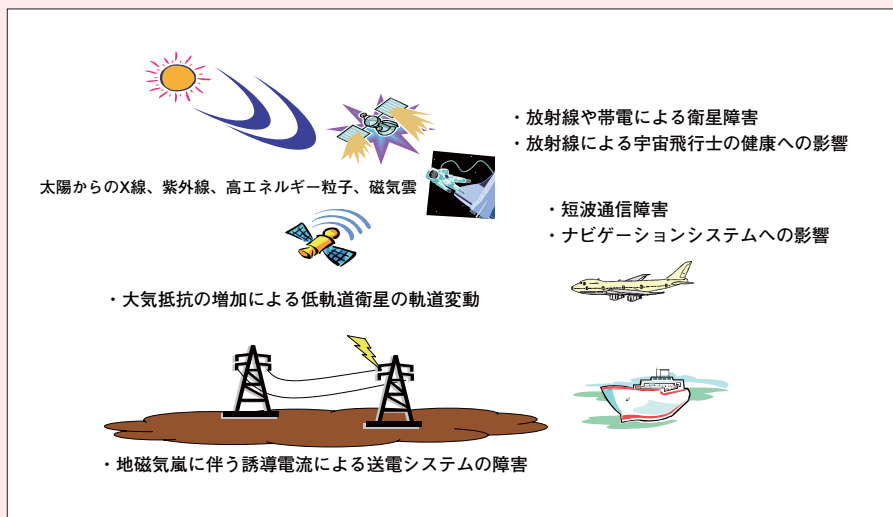 ・放射線や帯電による衛星障害
・放射線による宇宙飛行士の健康への影響
太陽からのX線、紫外線、高エネルギー粒子、磁気雲
・短波通信障害
・ナビゲーションシステムへの影響
・大気抵抗の増加による低軌道衛星の軌道変動
・地磁気嵐に伴う誘導電流による送電システムの障害